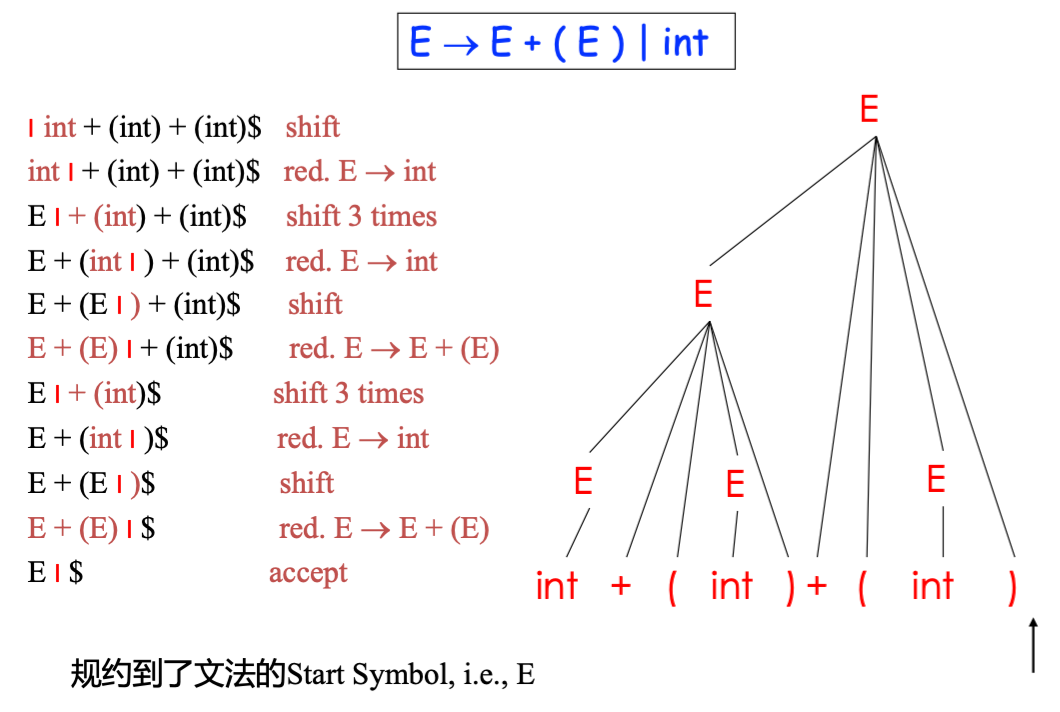 E → E + ( E ) | int
I int + (int) + (int)$ shift
int I + (int) + (int)$ red. E → int
E I + (int) + (int)$ shift 3 times
E + (int I ) + (int)$ red. E → int
E + (E I ) + (int)$ shift
E + (E) I + (int)$ red. E → E + (E)
E I + (int)$ shift 3 times
E + (int I )$ red. E → int
E + (E I )$ shift
E + (E) I $ red. E → E + (E)
E I $ accept
E
E
E E E
int + ( int ) + ( int )
规约到了文法的Start Symbol, i.e., E